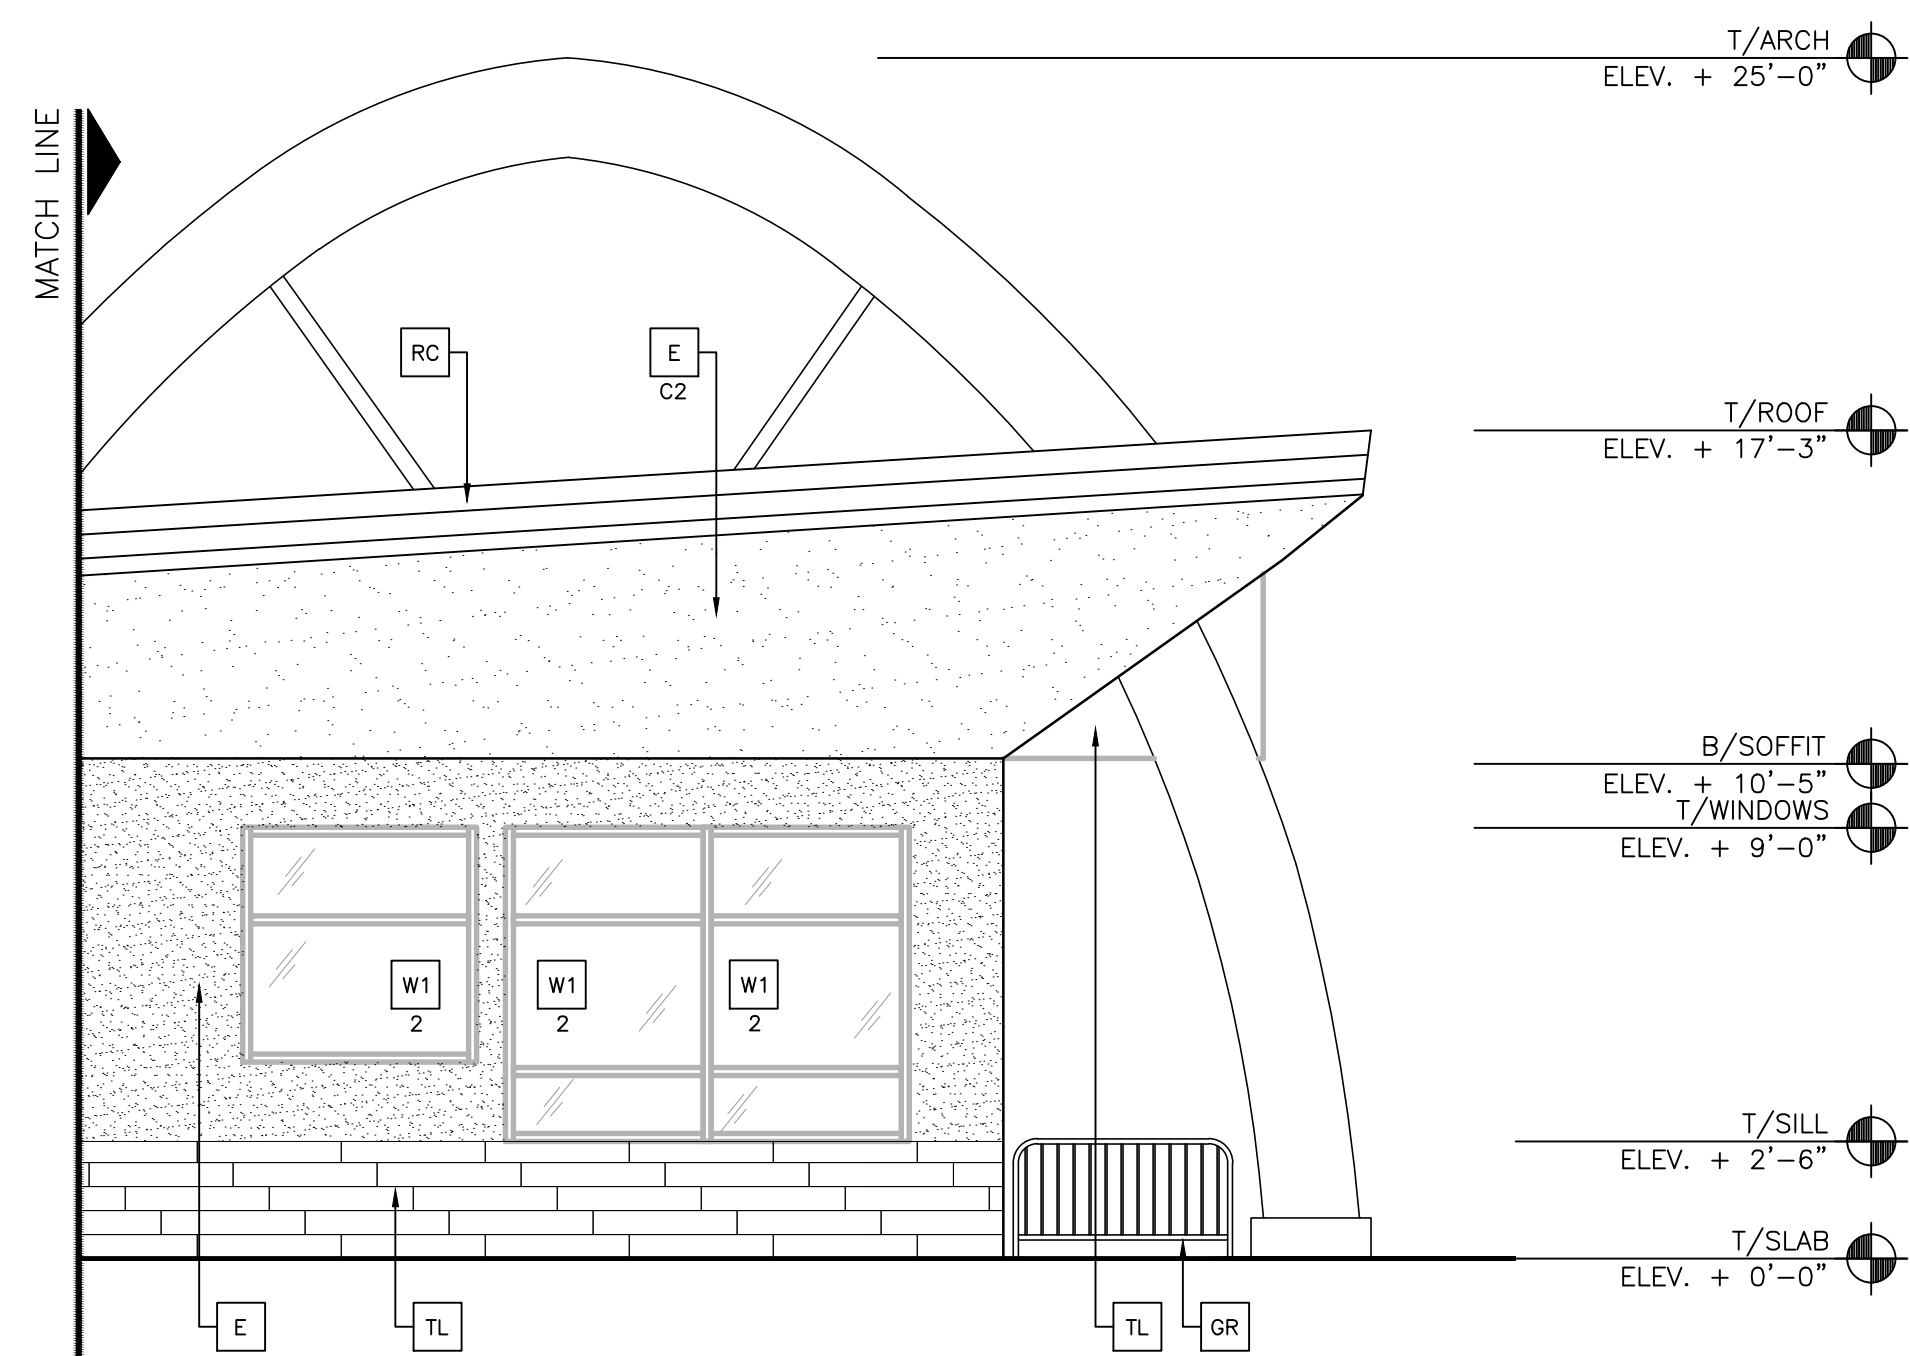 T/ARCH
ELEV. + 25'-0"
MATCH LINE
RC
E
C2
T/ROOF
ELEV. + 17'-3"
B/SOFFIT
ELEV. + 10'-5"
T/WINDOWS
ELEV. + 9'-0"
W1
2
W1
2
W1
2
T/SILL
ELEV. + 2'-6"
T/SLAB
ELEV. + 0'-0"
E
TL
TL
GR